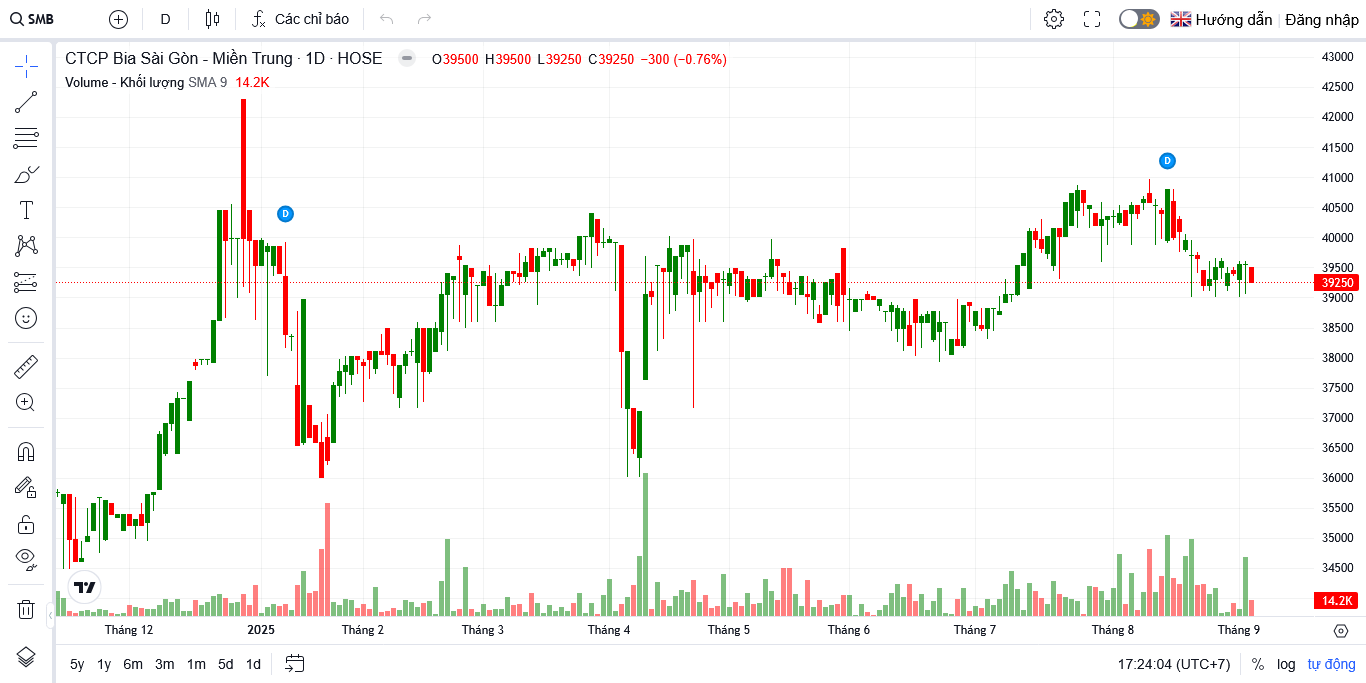 SMB D Các chỉ báo Hướng dẫn Đăng nhập
CTCP Bia Sài Gòn - Miền Trung · 1D · HOSE O39500 H39500 L39250 C39250 −300 (−0.76%)
Volume - Khối lượng SMA 9 14.2K
D
D
43000
42500
42000
41500
41000
40500
40000
39500
39250
39000
38500
38000
37500
37000
36500
36000
35500
35000
34500
14.2K
Tháng 12 2025 Tháng 2 Tháng 3 Tháng 4 Tháng 5 Tháng 6 Tháng 7 Tháng 8 Tháng 9
5y 1y 6m 3m 1m 5d 1d 17:24:04 (UTC+7) % log tự động